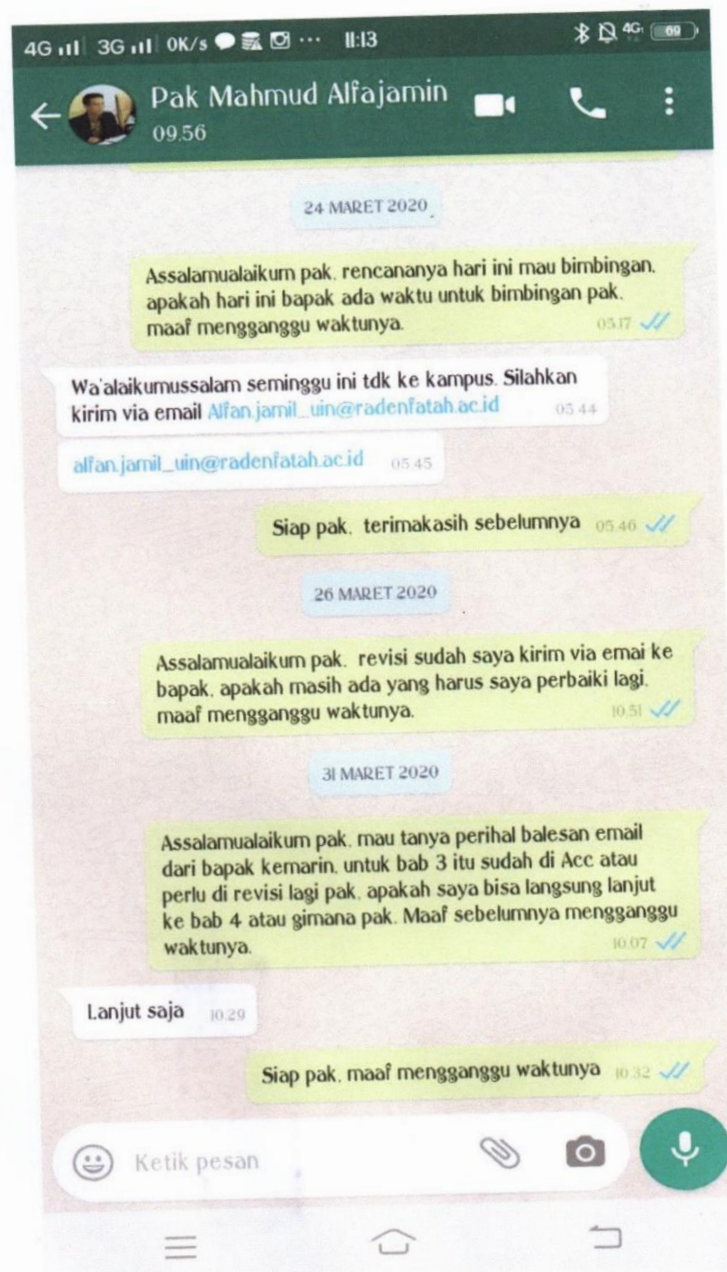 4G 3G 0K/s ... 11:13 4G 69
Pak Mahmud Alfajamin
09.56
24 MARET 2020
Assalamualaikum pak, rencananya hari ini mau bimbingan,
apakah hari ini bapak ada waktu untuk bimbingan pak,
maaf mengganggu waktunya. 05.17
Wa'alaikumussalam seminggu ini tdk ke kampus. Silahkan
kirim via email Alfan.jamil_uin@radenfatah.ac.id 05.44
alfan.jamil_uin@radenfatah.ac.id 05.45
Siap pak, terimakasih sebelumnya 05.46
26 MARET 2020
Assalamualaikum pak, revisi sudah saya kirim via emai ke
bapak, apakah masih ada yang harus saya perbaiki lagi,
maaf mengganggu waktunya. 10.51
31 MARET 2020
Assalamualaikum pak, mau tanya perihal balesan email
dari bapak kemarin, untuk bab 3 itu sudah di Acc atau
perlu di revisi lagi pak, apakah saya bisa langsung lanjut
ke bab 4 atau gimana pak. Maaf sebelumnya mengganggu
waktunya. 10.07
Lanjut saja 10.29
Siap pak, maaf mengganggu waktunya 10.32
Ketik pesan